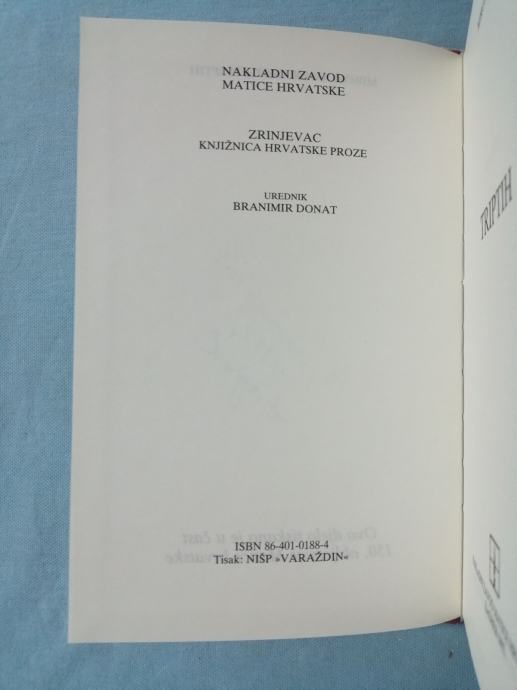 NAKLADNI ZAVOD
MATICE HRVATSKE
ZRINJEVAC
KNJIŽNICA HRVATSKE PROZE
UREDNIK
BRANIMIR DONAT
ISBN 86-401-0188-4
Tisak: NIŠP »VARAŽDIN«
TRIPTIH